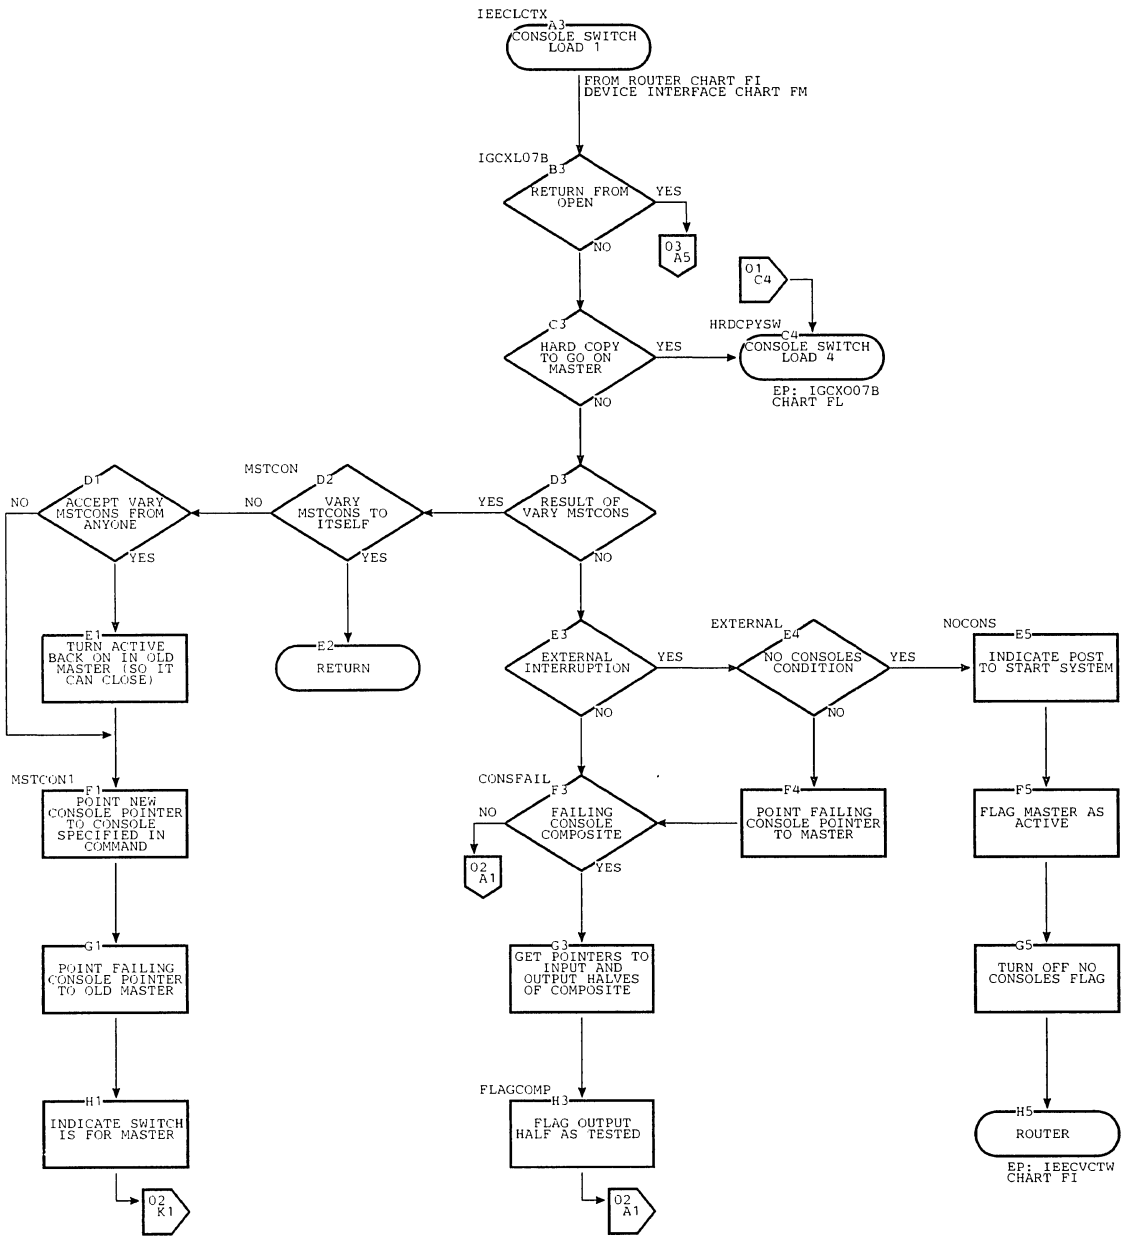 IEECLCTX
A3
CONSOLE SWITCH
LOAD 1
FROM ROUTER CHART FI
DEVICE INTERFACE CHART FM
IGCXL07B
B3
RETURN FROM
OPEN
YES
NO
03
A5
01
C4
C3
HARD COPY
TO GO ON
MASTER
YES
NO
HRDCPYSW
C4
CONSOLE SWITCH
LOAD 4
EP: IGCXO07B
CHART FL
D1
ACCEPT VARY
MSTCONS FROM
ANYONE
NO
YES
MSTCON
D2
VARY
MSTCONS TO
ITSELF
NO
YES
D3
RESULT OF
VARY MSTCONS
YES
NO
E1
TURN ACTIVE
BACK ON IN OLD
MASTER (SO IT
CAN CLOSE)
E2
RETURN
E3
EXTERNAL
INTERRUPTION
YES
NO
EXTERNAL
E4
NO CONSOLES
CONDITION
YES
NO
NOCONS
E5
INDICATE POST
TO START SYSTEM
MSTCON1
F1
POINT NEW
CONSOLE POINTER
TO CONSOLE
SPECIFIED IN
COMMAND
CONSFAIL
F3
FAILING
CONSOLE
COMPOSITE
NO
YES
02
A1
F4
POINT FAILING
CONSOLE POINTER
TO MASTER
F5
FLAG MASTER AS
ACTIVE
G1
POINT FAILING
CONSOLE POINTER
TO OLD MASTER
G3
GET POINTERS TO
INPUT AND
OUTPUT HALVES
OF COMPOSITE
G5
TURN OFF NO
CONSOLES FLAG
H1
INDICATE SWITCH
IS FOR MASTER
02
K1
FLAGCOMP
H3
FLAG OUTPUT
HALF AS TESTED
02
A1
H5
ROUTER
EP: IEECVCTW
CHART FI